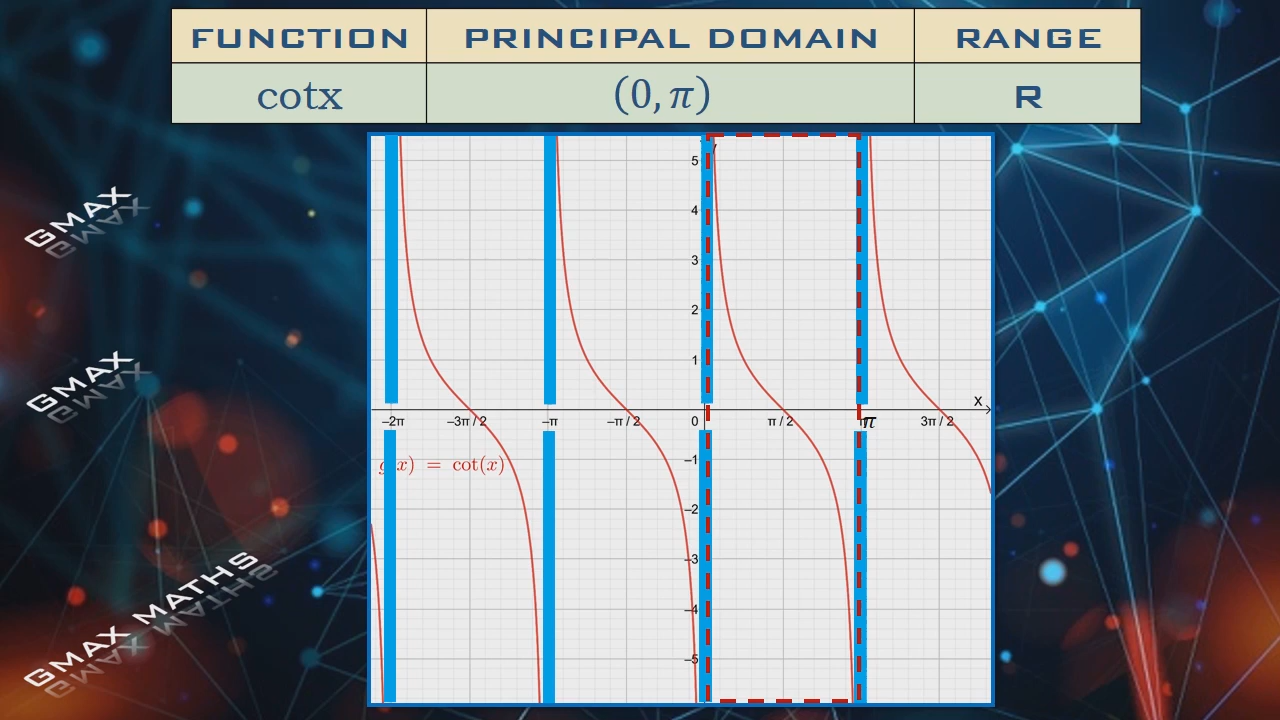 FUNCTION PRINCIPAL DOMAIN RANGE
cotx (0, π) R
5
4
3
2
1
x
−2π −3π / 2 −π −π / 2 0 π / 2 π 3π / 2
−1
(x) = cot(x)
−2
−3
−4
−5
GMAX
GMAX
GMAX MATHS